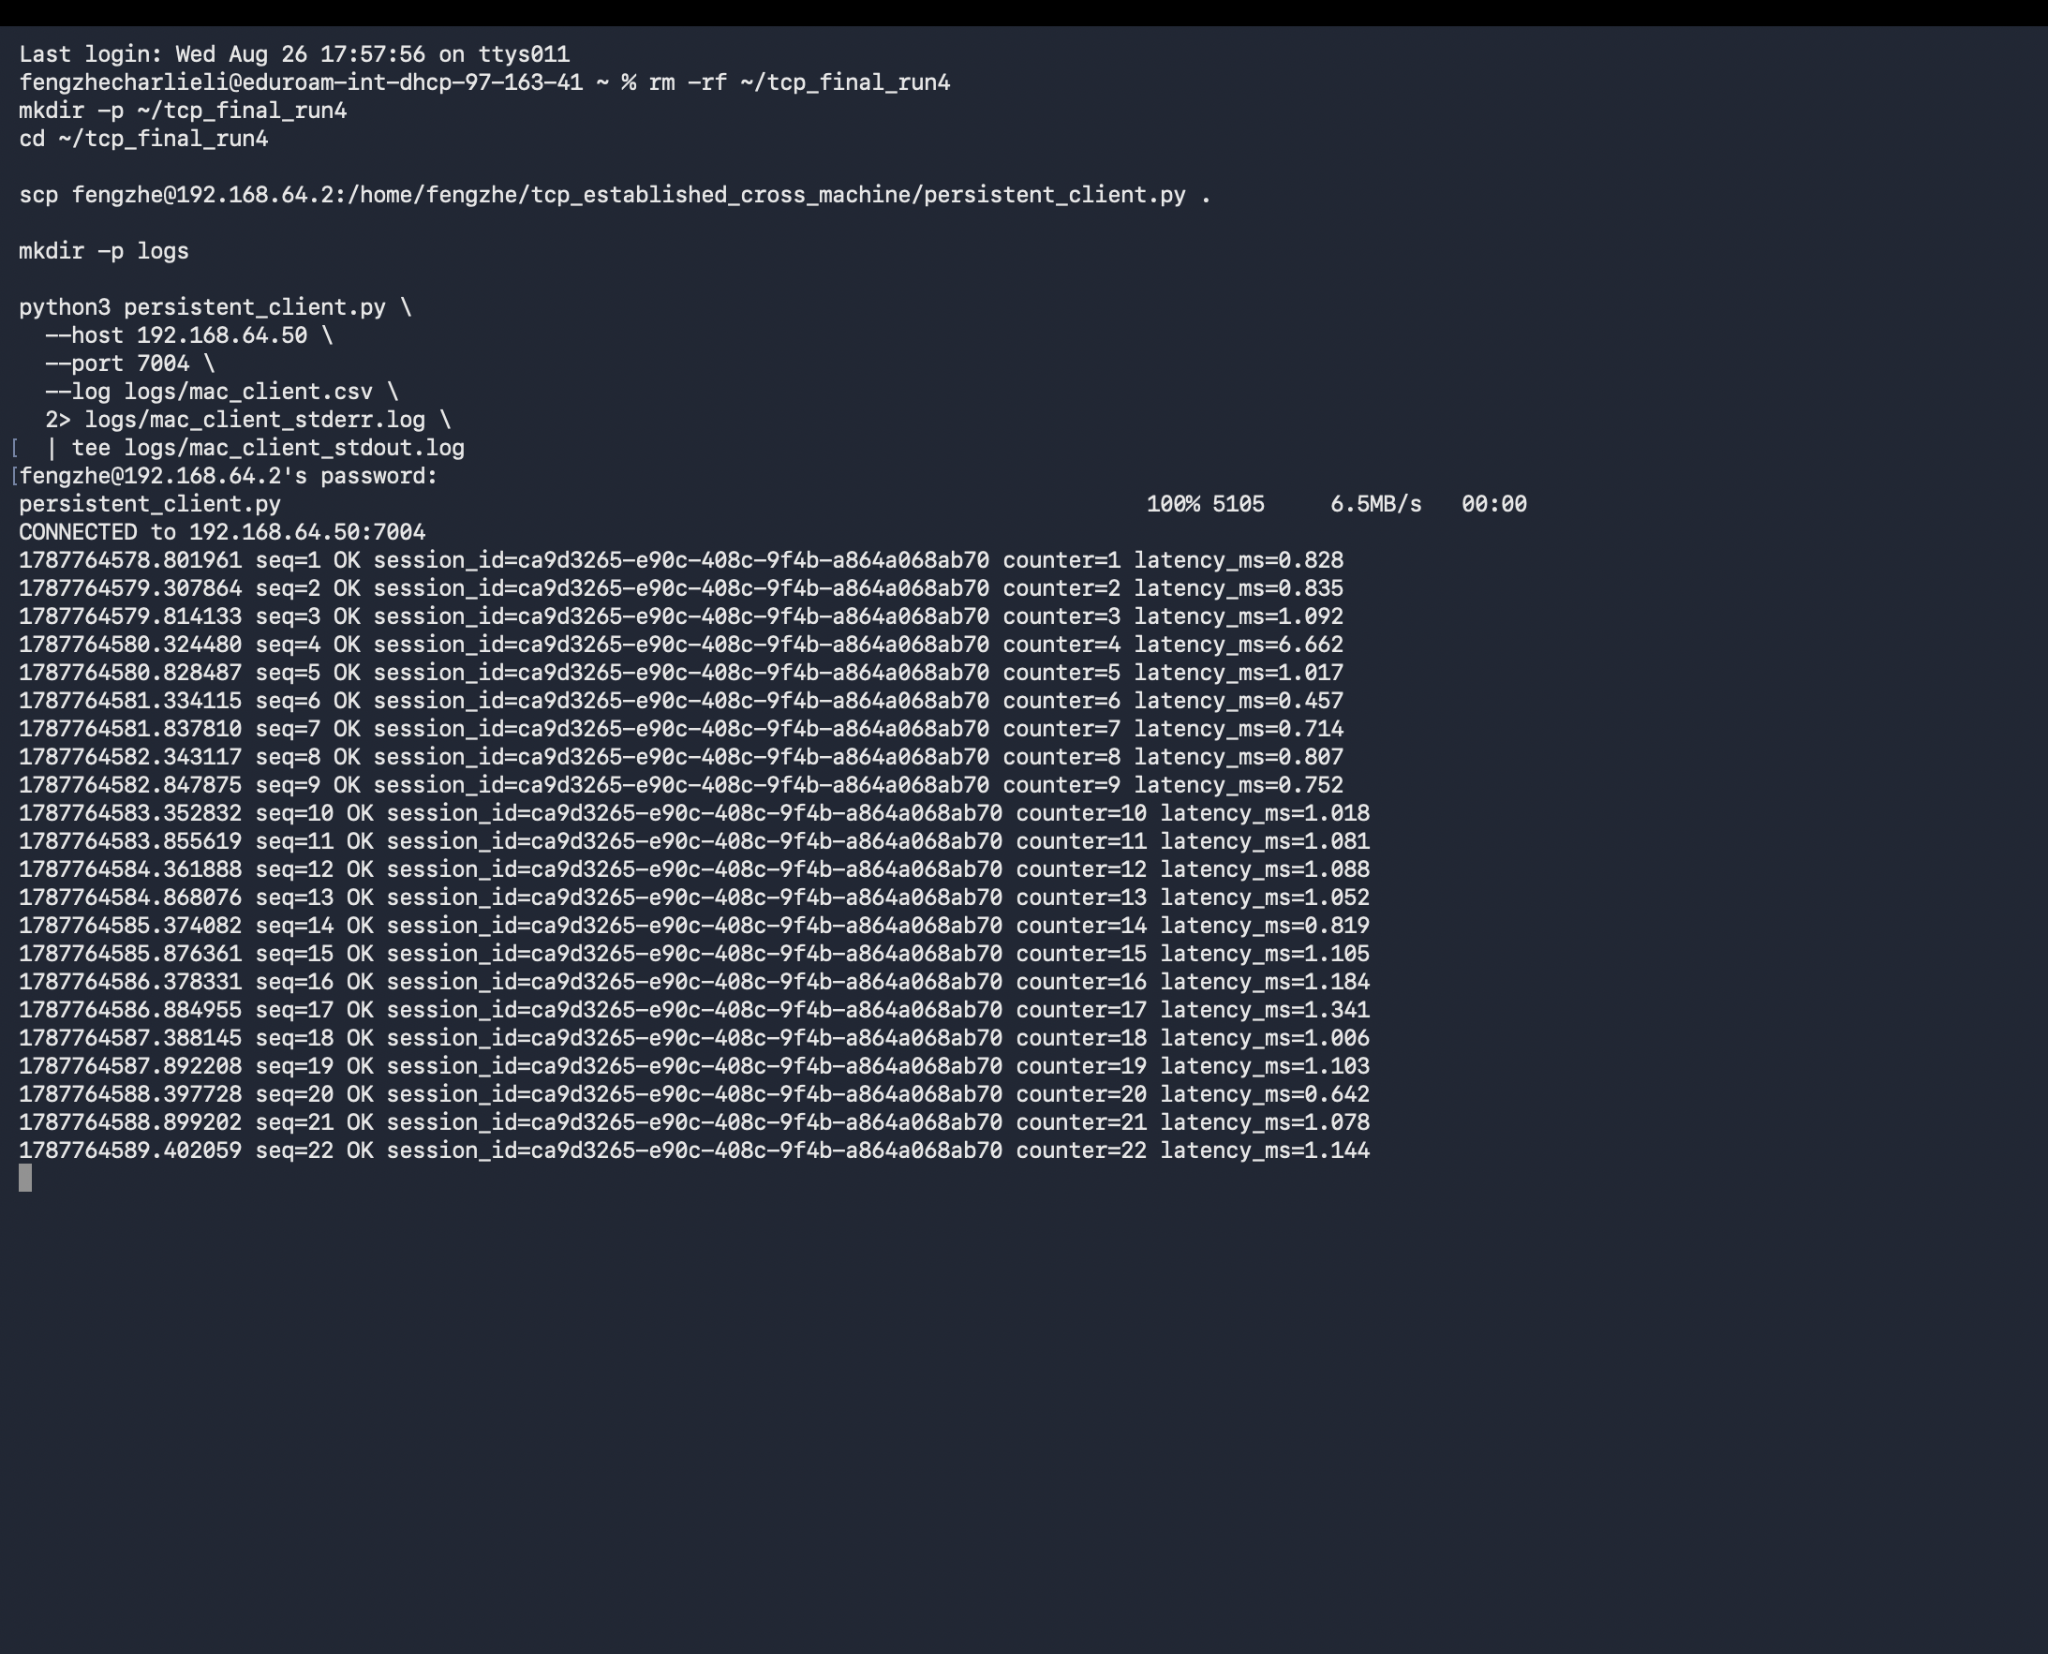 Last login: Wed Aug 26 17:57:56 on ttys011
fengzhecharlieli@eduroam-int-dhcp-97-163-41 ~ % rm -rf ~/tcp_final_run4
mkdir -p ~/tcp_final_run4
cd ~/tcp_final_run4

scp fengzhe@192.168.64.2:/home/fengzhe/tcp_established_cross_machine/persistent_client.py .

mkdir -p logs

python3 persistent_client.py \
  --host 192.168.64.50 \
  --port 7004 \
  --log logs/mac_client.csv \
  2> logs/mac_client_stderr.log \
[  | tee logs/mac_client_stdout.log
[fengzhe@192.168.64.2's password:
persistent_client.py                                                                  100% 5105     6.5MB/s   00:00
CONNECTED to 192.168.64.50:7004
1787764578.801961 seq=1 OK session_id=ca9d3265-e90c-408c-9f4b-a864a068ab70 counter=1 latency_ms=0.828
1787764579.307864 seq=2 OK session_id=ca9d3265-e90c-408c-9f4b-a864a068ab70 counter=2 latency_ms=0.835
1787764579.814133 seq=3 OK session_id=ca9d3265-e90c-408c-9f4b-a864a068ab70 counter=3 latency_ms=1.092
1787764580.324480 seq=4 OK session_id=ca9d3265-e90c-408c-9f4b-a864a068ab70 counter=4 latency_ms=6.662
1787764580.828487 seq=5 OK session_id=ca9d3265-e90c-408c-9f4b-a864a068ab70 counter=5 latency_ms=1.017
1787764581.334115 seq=6 OK session_id=ca9d3265-e90c-408c-9f4b-a864a068ab70 counter=6 latency_ms=0.457
1787764581.837810 seq=7 OK session_id=ca9d3265-e90c-408c-9f4b-a864a068ab70 counter=7 latency_ms=0.714
1787764582.343117 seq=8 OK session_id=ca9d3265-e90c-408c-9f4b-a864a068ab70 counter=8 latency_ms=0.807
1787764582.847875 seq=9 OK session_id=ca9d3265-e90c-408c-9f4b-a864a068ab70 counter=9 latency_ms=0.752
1787764583.352832 seq=10 OK session_id=ca9d3265-e90c-408c-9f4b-a864a068ab70 counter=10 latency_ms=1.018
1787764583.855619 seq=11 OK session_id=ca9d3265-e90c-408c-9f4b-a864a068ab70 counter=11 latency_ms=1.081
1787764584.361888 seq=12 OK session_id=ca9d3265-e90c-408c-9f4b-a864a068ab70 counter=12 latency_ms=1.088
1787764584.868076 seq=13 OK session_id=ca9d3265-e90c-408c-9f4b-a864a068ab70 counter=13 latency_ms=1.052
1787764585.374082 seq=14 OK session_id=ca9d3265-e90c-408c-9f4b-a864a068ab70 counter=14 latency_ms=0.819
1787764585.876361 seq=15 OK session_id=ca9d3265-e90c-408c-9f4b-a864a068ab70 counter=15 latency_ms=1.105
1787764586.378331 seq=16 OK session_id=ca9d3265-e90c-408c-9f4b-a864a068ab70 counter=16 latency_ms=1.184
1787764586.884955 seq=17 OK session_id=ca9d3265-e90c-408c-9f4b-a864a068ab70 counter=17 latency_ms=1.341
1787764587.388145 seq=18 OK session_id=ca9d3265-e90c-408c-9f4b-a864a068ab70 counter=18 latency_ms=1.006
1787764587.892208 seq=19 OK session_id=ca9d3265-e90c-408c-9f4b-a864a068ab70 counter=19 latency_ms=1.103
1787764588.397728 seq=20 OK session_id=ca9d3265-e90c-408c-9f4b-a864a068ab70 counter=20 latency_ms=0.642
1787764588.899202 seq=21 OK session_id=ca9d3265-e90c-408c-9f4b-a864a068ab70 counter=21 latency_ms=1.078
1787764589.402059 seq=22 OK session_id=ca9d3265-e90c-408c-9f4b-a864a068ab70 counter=22 latency_ms=1.144